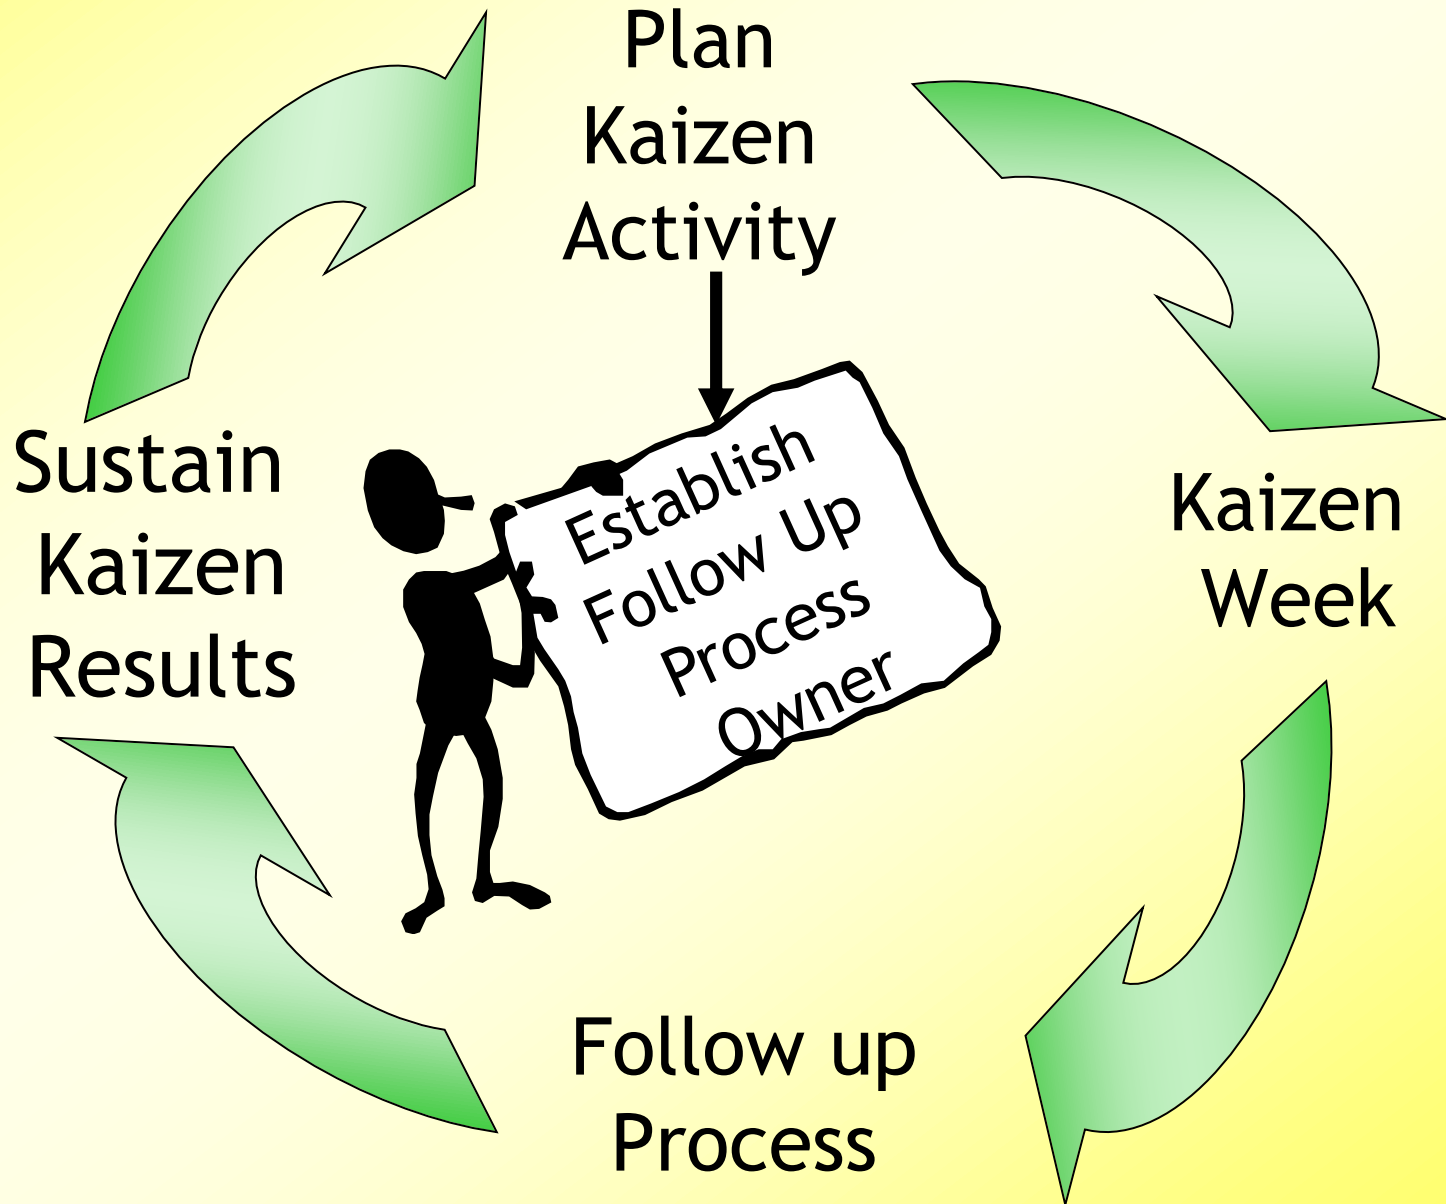 Plan
Kaizen
Activity
Kaizen
Week
Follow up
Process
Sustain
Kaizen
Results
Establish
Follow Up
Process
Owner